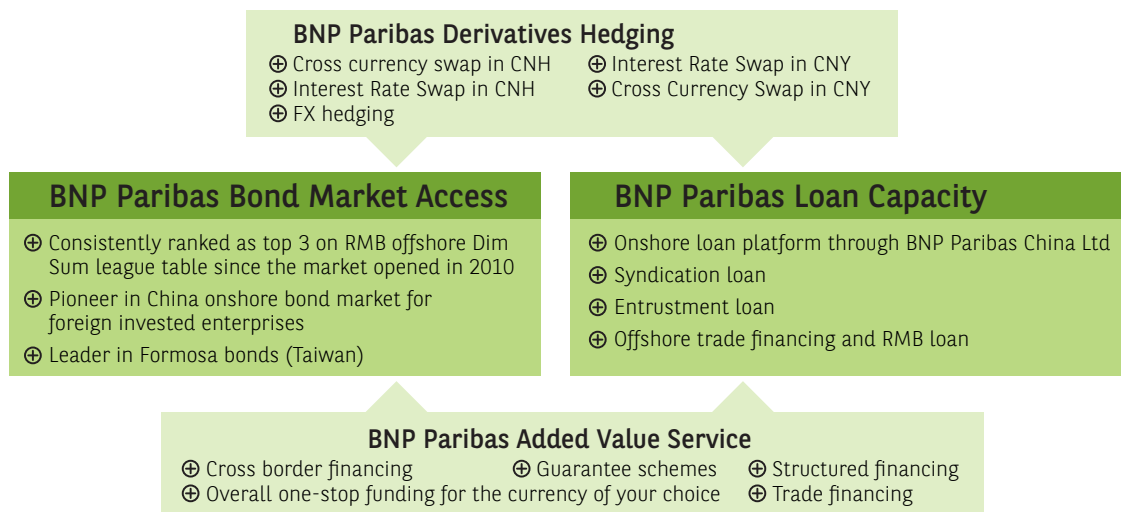 BNP Paribas Derivatives Hedging
⊕ Cross currency swap in CNH ⊕ Interest Rate Swap in CNY
⊕ Interest Rate Swap in CNH ⊕ Cross Currency Swap in CNY
⊕ FX hedging
BNP Paribas Bond Market Access
⊕ Consistently ranked as top 3 on RMB offshore Dim
Sum league table since the market opened in 2010
⊕ Pioneer in China onshore bond market for
foreign invested enterprises
⊕ Leader in Formosa bonds (Taiwan)
BNP Paribas Loan Capacity
⊕ Onshore loan platform through BNP Paribas China Ltd
⊕ Syndication loan
⊕ Entrustment loan
⊕ Offshore trade financing and RMB loan
BNP Paribas Added Value Service
⊕ Cross border financing ⊕ Guarantee schemes ⊕ Structured financing
⊕ Overall one-stop funding for the currency of your choice ⊕ Trade financing